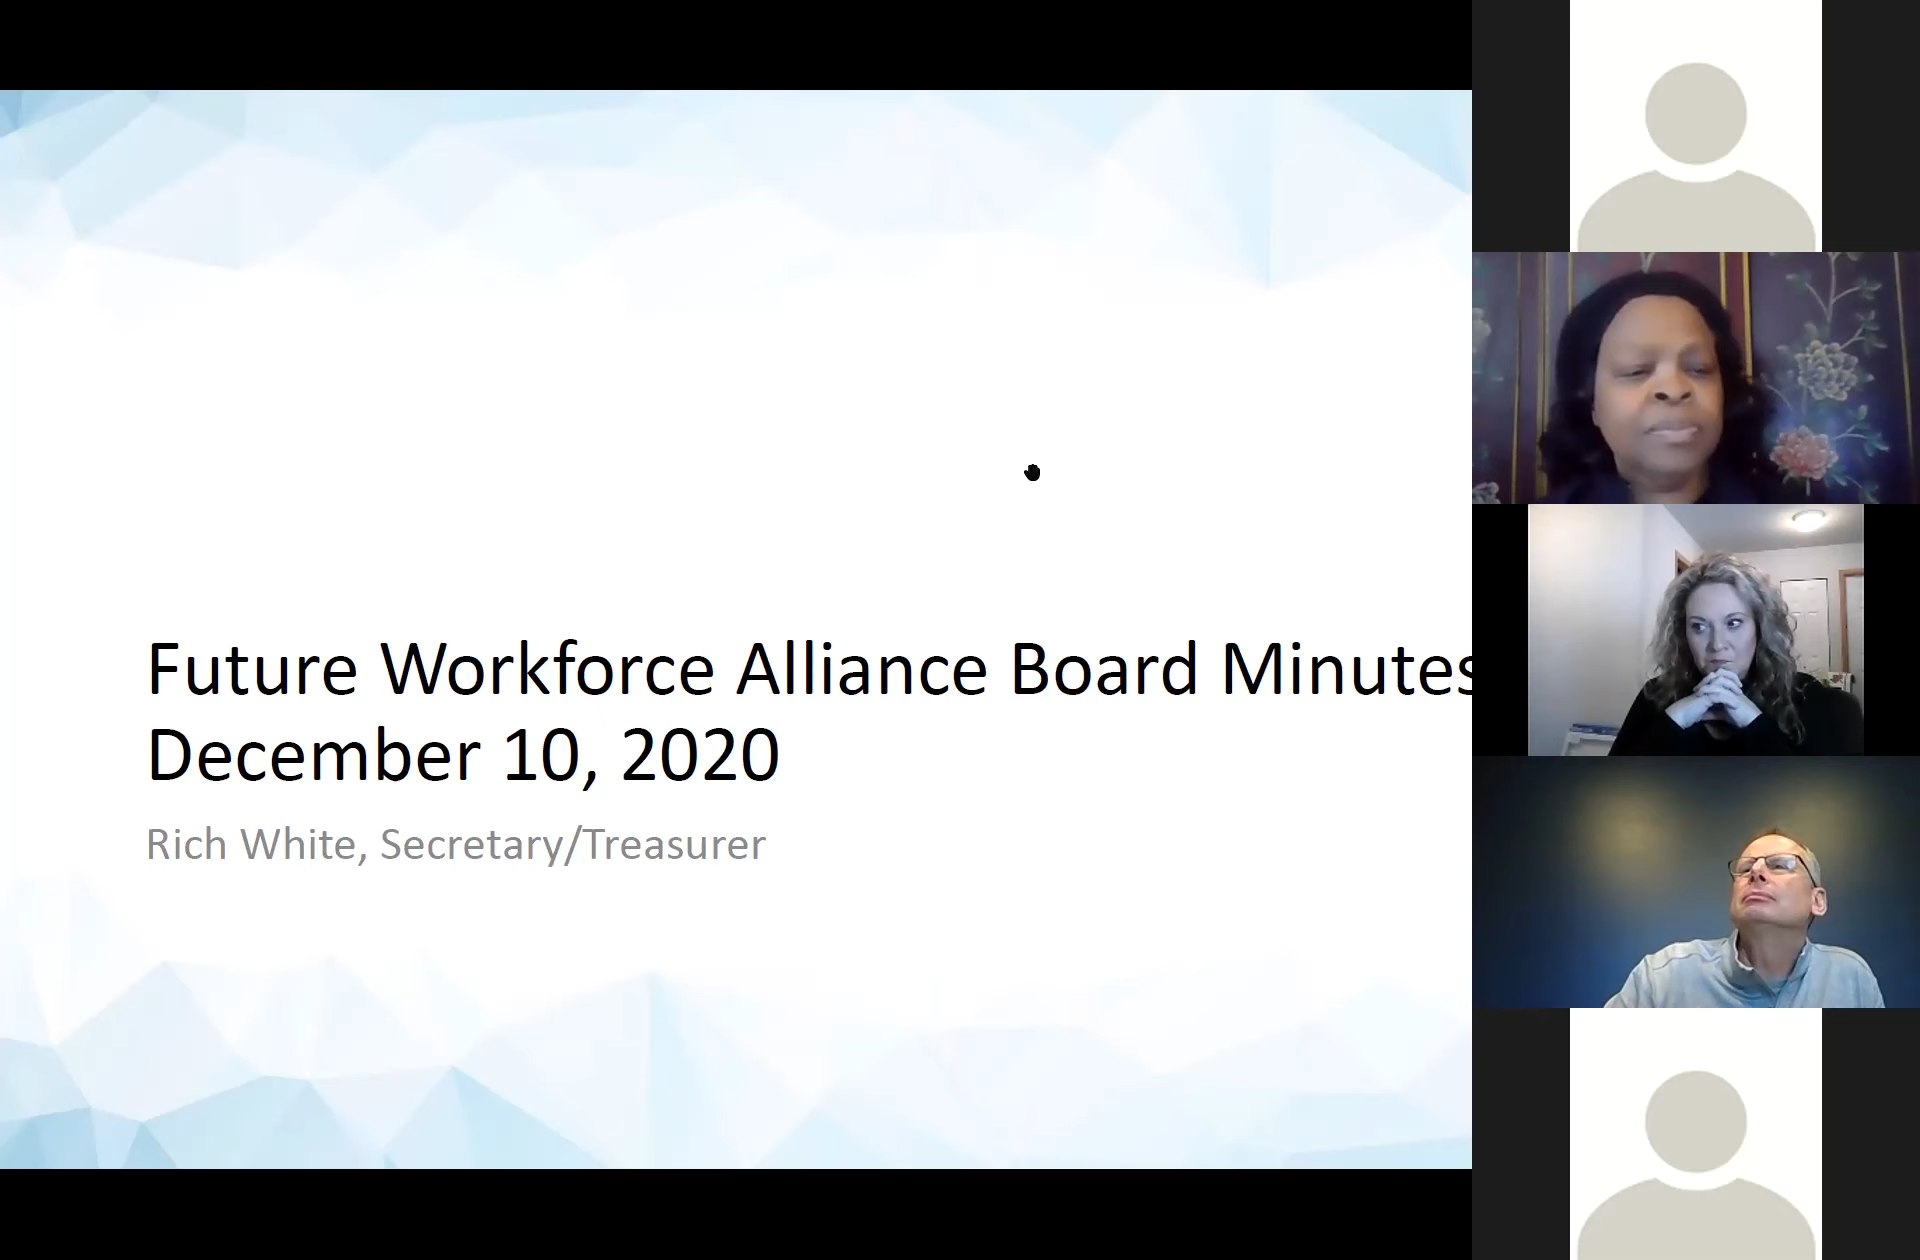 Future Workforce Alliance Board Minutes
December 10, 2020
Rich White, Secretary/Treasurer